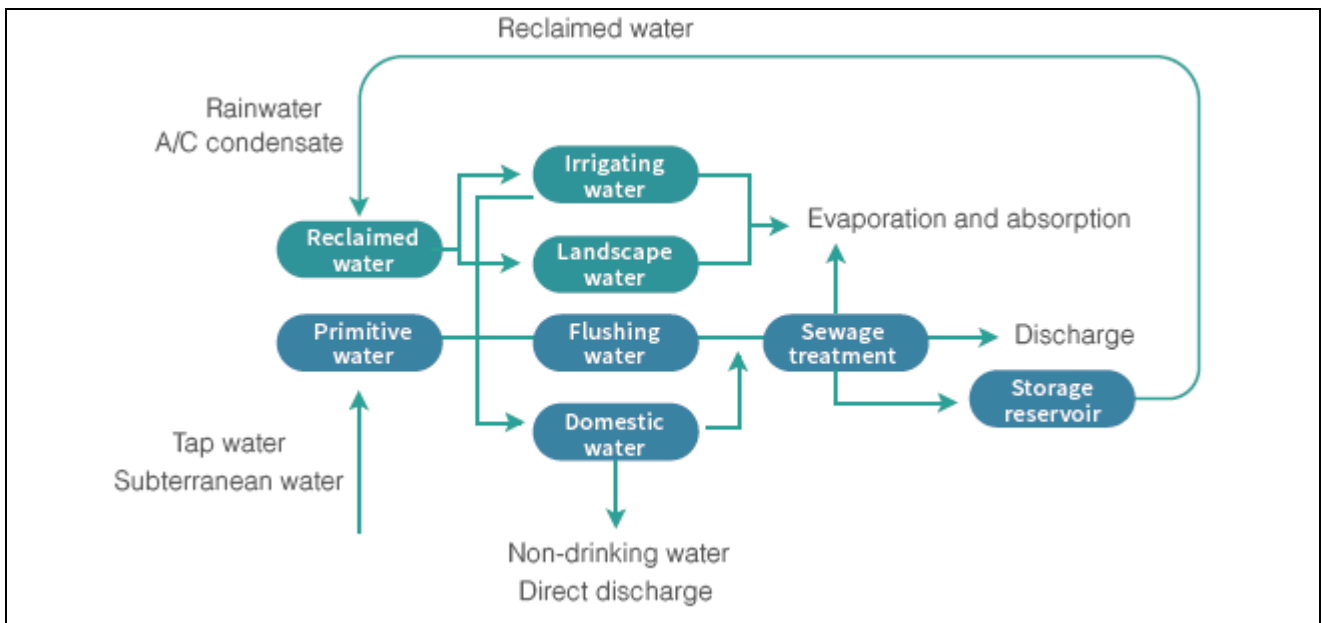 Reclaimed water
Rainwater
A/C condensate
Irrigating
water
Evaporation and absorption
Reclaimed
water
Landscape
water
Primitive
water
Flushing
water
Sewage
treatment
Discharge
Storage
reservoir
Domestic
water
Tap water
Subterranean water
Non-drinking water
Direct discharge